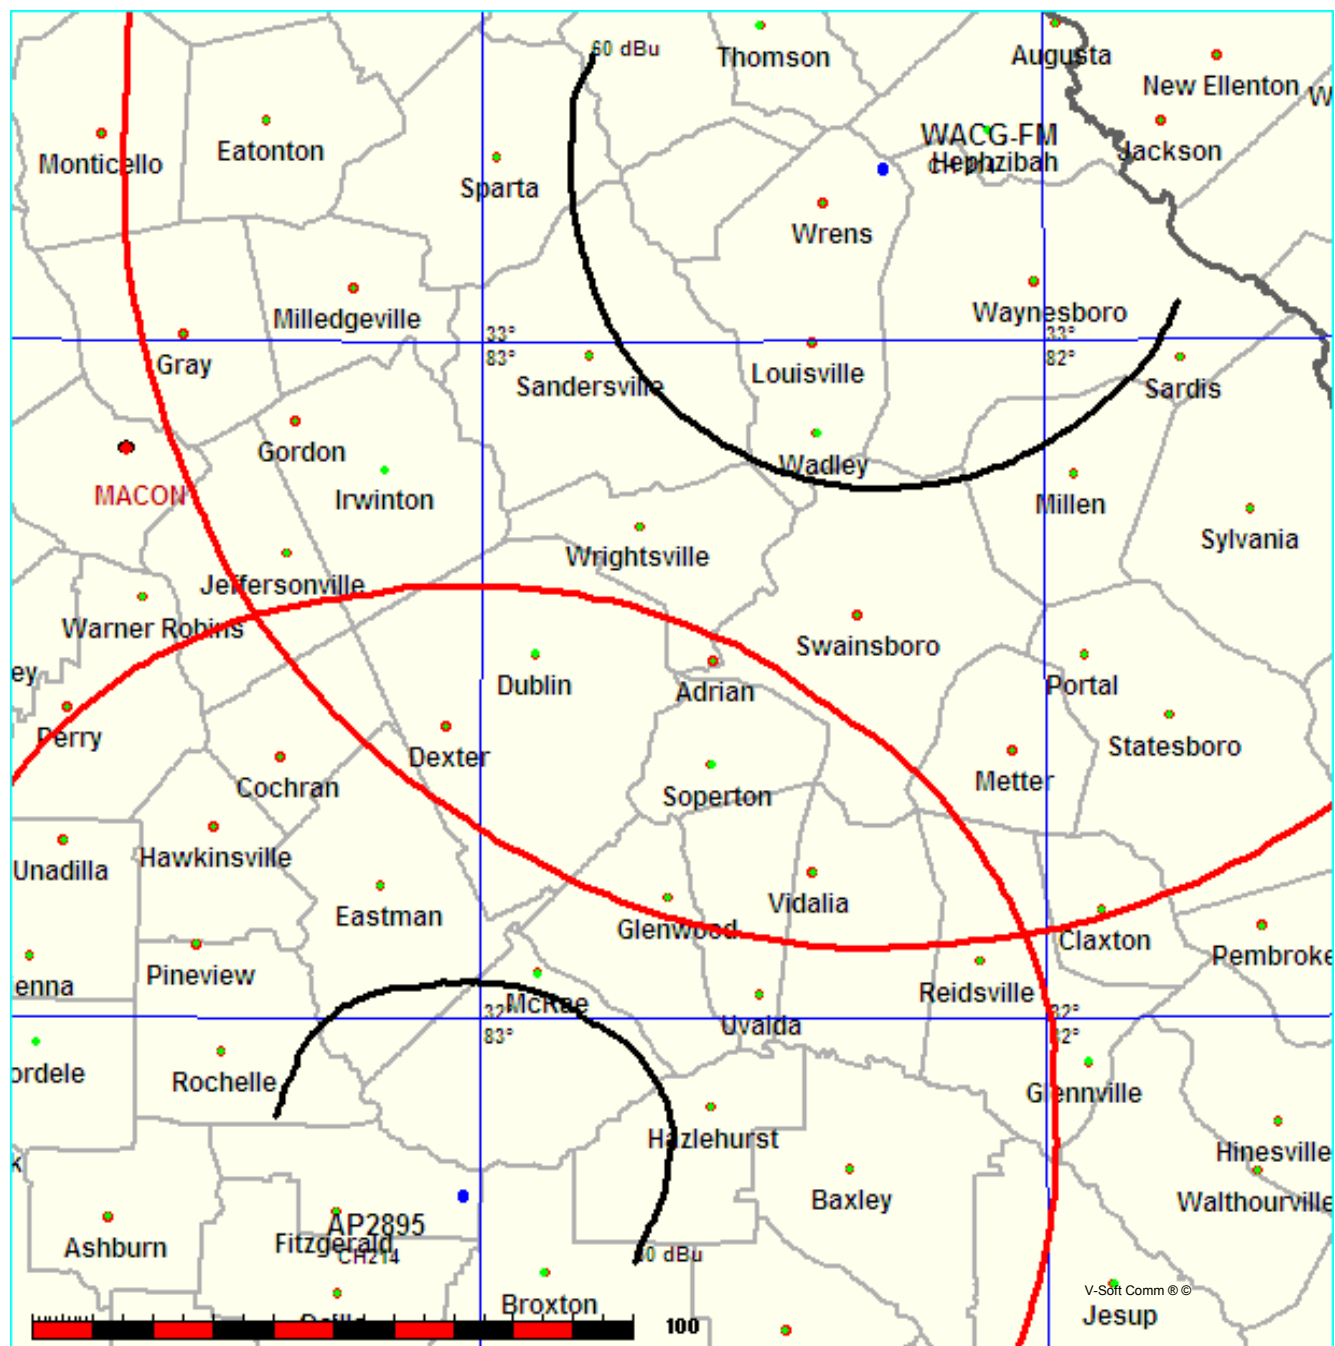 60 dBu
Thomson
Augusta
New Ellenton
W
WACG-FM
Hephzibah
Jackson
Monticello
Eatonton
Sparta
Wrens
Milledgeville
Waynesboro
33°
83°
33°
82°
Gray
Sandersville
Louisville
Sardis
Gordon
Wadley
MACON
Irwinton
Millen
Sylvania
Wrightsville
Jeffersonville
Warner Robins
Swainsboro
ey
Dublin
Adrian
Portal
Perry
Dexter
Statesboro
Cochran
Soperton
Metter
Hawkinsville
Unadilla
Vidalia
Eastman
Glenwood
Claxton
Pembroke
enna
Pineview
Reidsville
McRae
32°
83°
Uvalda
32°
82°
ordele
Rochelle
Glennville
Hazlehurst
Hinesville
k
Baxley
Walthourville
AP2895
Fitzgerald
CH214
Ashburn
60 dBu
Broxton
V-Soft Comm ® ©
Jesup
100